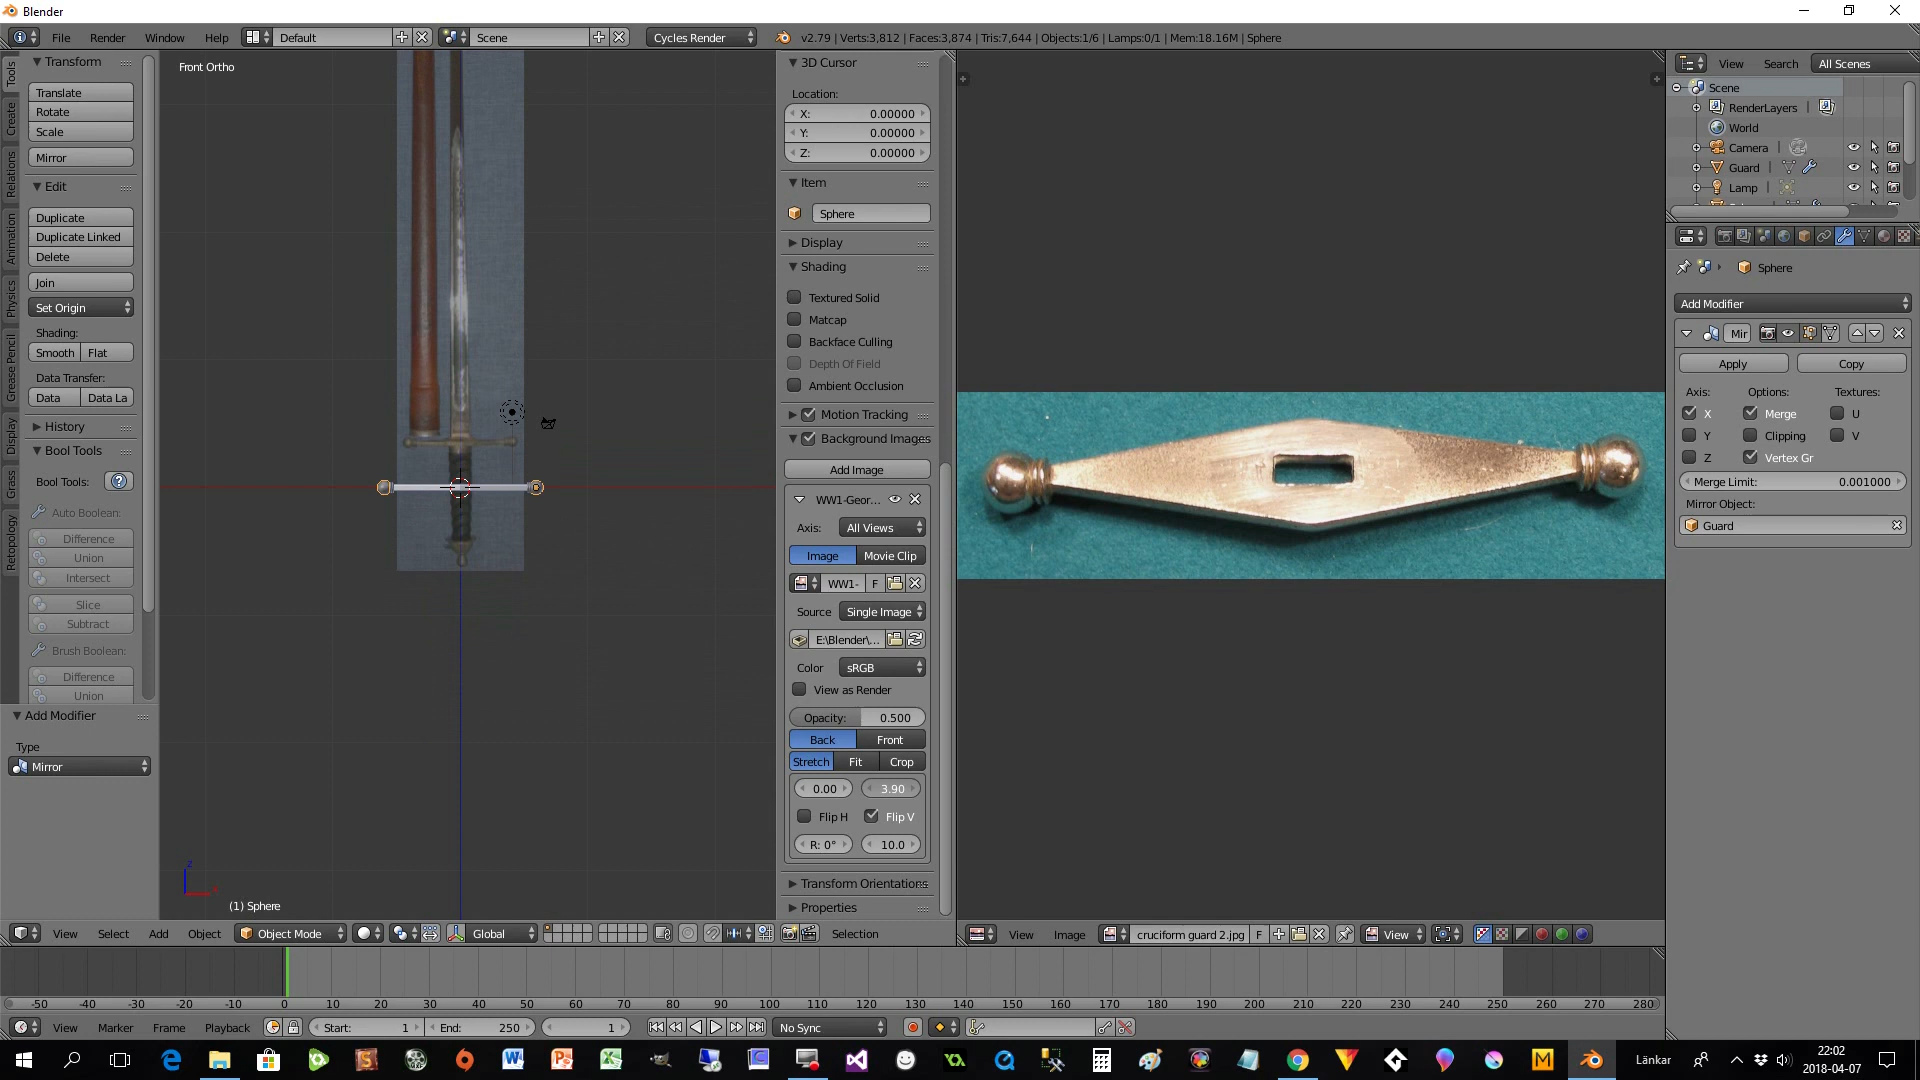 Blender
File Render Window Help Default Scene Cycles Render v2.79 | Verts:3,812 | Faces:3,874 | Tris:7,644 | Objects:1/6 | Lamps:0/1 | Mem:18.16M | Sphere
Tools
Create
Relations
Animation
Physics
Grease Pencil
Display
Grass
Retopology
Transform
Translate
Rotate
Scale
Mirror
Edit
Duplicate
Duplicate Linked
Delete
Join
Set Origin
Shading:
Smooth Flat
Data Transfer:
Data Data La
History
Bool Tools
Bool Tools:
Auto Boolean:
Difference
Union
Intersect
Slice
Subtract
Brush Boolean:
Difference
Union
Add Modifier
Type
Mirror
Front Ortho
z
(1) Sphere
3D Cursor
Location:
X: 0.00000
Y: 0.00000
Z: 0.00000
Item
Sphere
Display
Shading
Textured Solid
Matcap
Backface Culling
Depth Of Field
Ambient Occlusion
Motion Tracking
Background Images
Add Image
WW1-Geor...
Axis: All Views
Image Movie Clip
WW1- F
Source Single Image
E:\Blender\...
Color sRGB
View as Render
Opacity: 0.500
Back Front
Stretch Fit Crop
0.00 3.90
Flip H Flip V
R: 0° 10.0
Transform Orientations
Properties
View Search All Scenes
Scene
RenderLayers
World
Camera
Guard
Lamp
Sphere
Add Modifier
Mir
Apply Copy
Axis: Options: Textures:
X Merge U
Y Clipping V
Z Vertex Gr
Merge Limit: 0.001000
Mirror Object:
Guard
View Select Add Object Object Mode Global Selection
View Image cruciform guard 2.jpg F View
-50 -40 -30 -20 -10 0 10 20 30 40 50 60 70 80 90 100 110 120 130 140 150 160 170 180 190 200 210 220 230 240 250 260 270 280
View Marker Frame Playback Start: 1 End: 250 1 No Sync
Länkar
22:02
2018-04-07